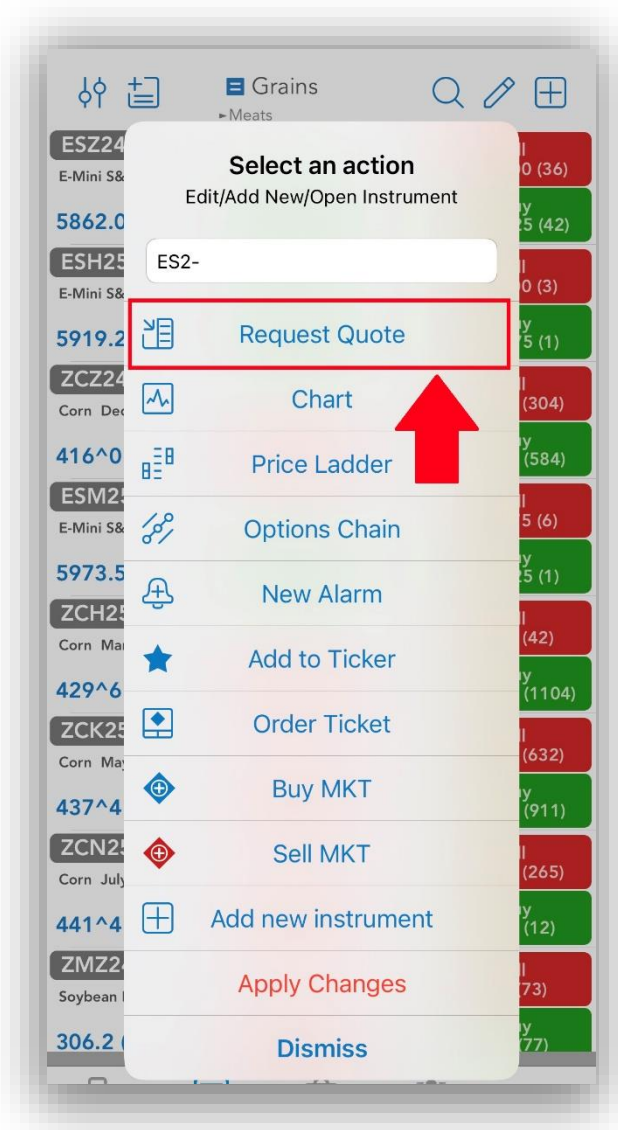 Grains
►Meats
ESZ24
E-Mini S&
5862.0
0 (36)
25 (42)
ESH25
E-Mini S&
5919.2
0 (3)
75 (1)
ZCZ24
Corn Dec
416^0
(304)
(584)
ESM25
E-Mini S&
5973.5
5 (6)
25 (1)
ZCH25
Corn Mar
429^6
(42)
(1104)
ZCK25
Corn May
437^4
(632)
(911)
ZCN25
Corn July
441^4
(265)
(12)
ZMZ24
Soybean
306.2
(73)
(77)
Select an action
Edit/Add New/Open Instrument
ES2-
Request Quote
Chart
Price Ladder
Options Chain
New Alarm
Add to Ticker
Order Ticket
Buy MKT
Sell MKT
Add new instrument
Apply Changes
Dismiss